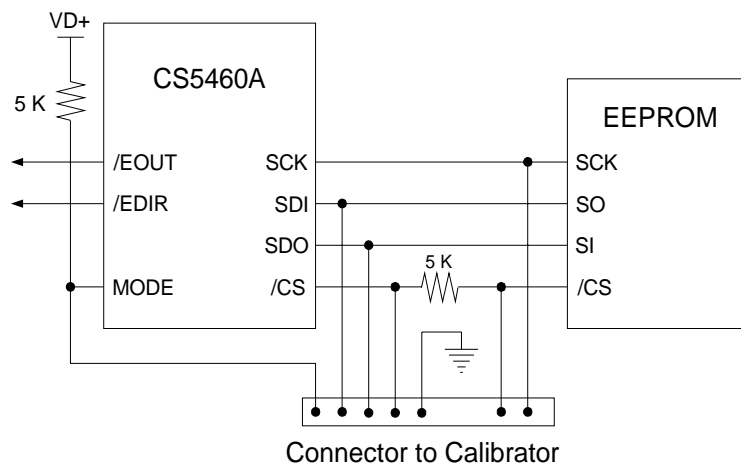 VD+
5 K
CS5460A
EEPROM
/EOUT
SCK
SCK
/EDIR
SDI
SO
SDO
SI
5 K
MODE
/CS
/CS
Connector to Calibrator